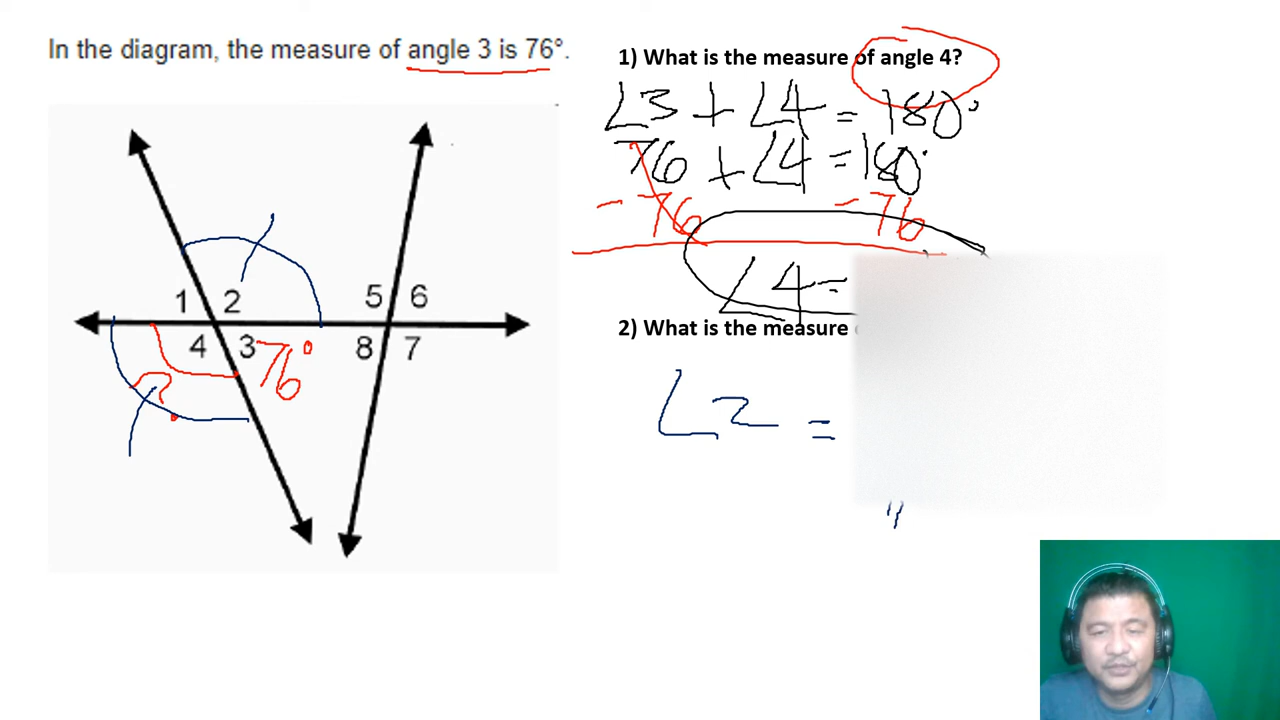 In the diagram, the measure of angle 3 is 76°.
1) What is the measure of angle 4?
∠3 + ∠4 = 180°
76 + ∠4 = 180°
- 76 - 76
∠4 =
2) What is the measure
∠2 =
1 2
4 3 76°
?
5 6
8 7